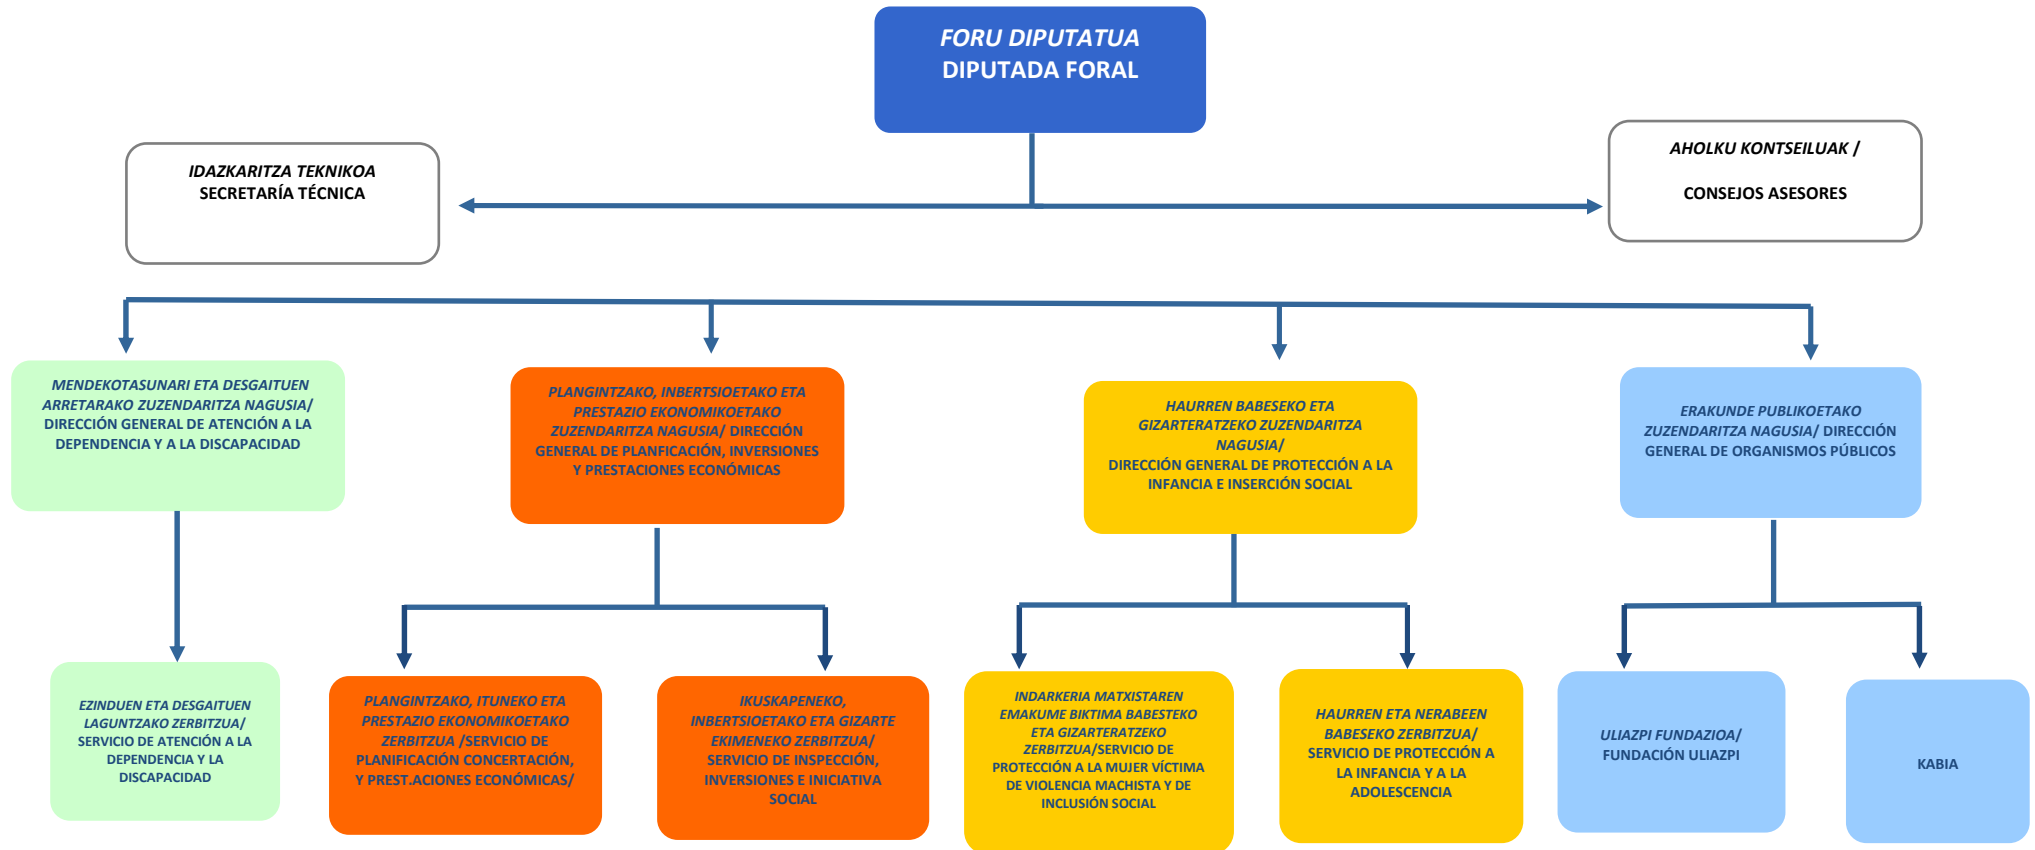 FORU DIPUTATUA
DIPUTADA FORAL
IDAZKARITZA TEKNIKOA
SECRETARÍA TÉCNICA
AHOLKU KONTSEILUAK /
CONSEJOS ASESORES
MENDEKOTASUNARI ETA DESGAITUEN
ARRETARAKO ZUZENDARITZA NAGUSIA/
DIRECCIÓN GENERAL DE ATENCIÓN A LA
DEPENDENCIA Y A LA DISCAPACIDAD
PLANGINTZAKO, INBERTSIOETAKO ETA
PRESTAZIO EKONOMIKOETAKO
ZUZENDARITZA NAGUSIA/ DIRECCIÓN
GENERAL DE PLANFICACIÓN, INVERSIONES
Y PRESTACIONES ECONÓMICAS
HAURREN BABESEKO ETA
GIZARTERATZEKO ZUZENDARITZA
NAGUSIA/
DIRECCIÓN GENERAL DE PROTECCIÓN A LA
INFANCIA E INSERCIÓN SOCIAL
ERAKUNDE PUBLIKOETAKO
ZUZENDARITZA NAGUSIA/ DIRECCIÓN
GENERAL DE ORGANISMOS PÚBLICOS
EZINDUEN ETA DESGAITUEN
LAGUNTZAKO ZERBITZUA/
SERVICIO DE ATENCIÓN A LA
DEPENDENCIA Y LA
DISCAPACIDAD
PLANGINTZAKO, ITUNEKO ETA
PRESTAZIO EKONOMIKOETAKO
ZERBITZUA /SERVICIO DE
PLANIFICACIÓN CONCERTACIÓN,
Y PREST.ACIONES ECONÓMICAS/
IKUSKAPENEKO,
INBERTSIOETAKO ETA GIZARTE
EKIMENEKO ZERBITZUA/
SERVICIO DE INSPECCIÓN,
INVERSIONES E INICIATIVA
SOCIAL
INDARKERIA MATXISTAREN
EMAKUME BIKTIMA BABESTEKO
ETA GIZARTERATZEKO
ZERBITZUA/SERVICIO DE
PROTECCIÓN A LA MUJER VÍCTIMA
DE VIOLENCIA MACHISTA Y DE
INCLUSIÓN SOCIAL
HAURREN ETA NERABEEN
BABESEKO ZERBITZUA/
SERVICIO DE PROTECCIÓN A
LA INFANCIA Y A LA
ADOLESCENCIA
ULIAZPI FUNDAZIOA/
FUNDACIÓN ULIAZPI
KABIA